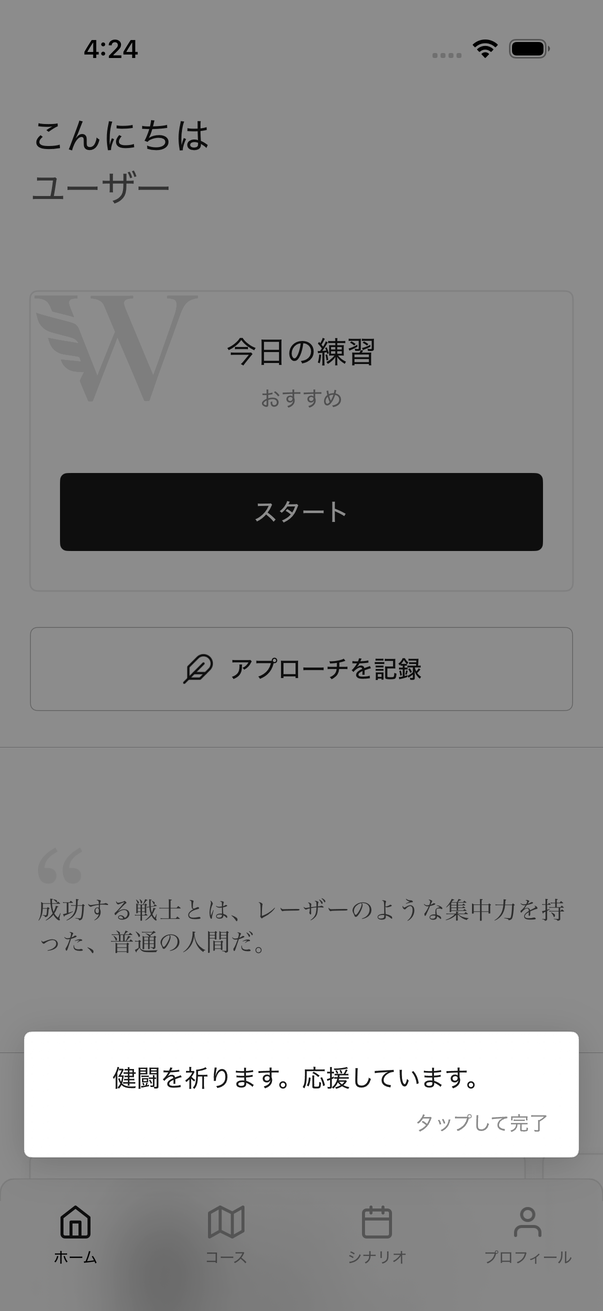 4:24
こんにちは
ユーザー
W
今日の練習
おすすめ
スタート
アプローチを記録
“
成功する戦士とは、レーザーのような集中力を持
った、普通の人間だ。
健闘を祈ります。応援しています。
タップして完了
ホーム
コース
シナリオ
プロフィール